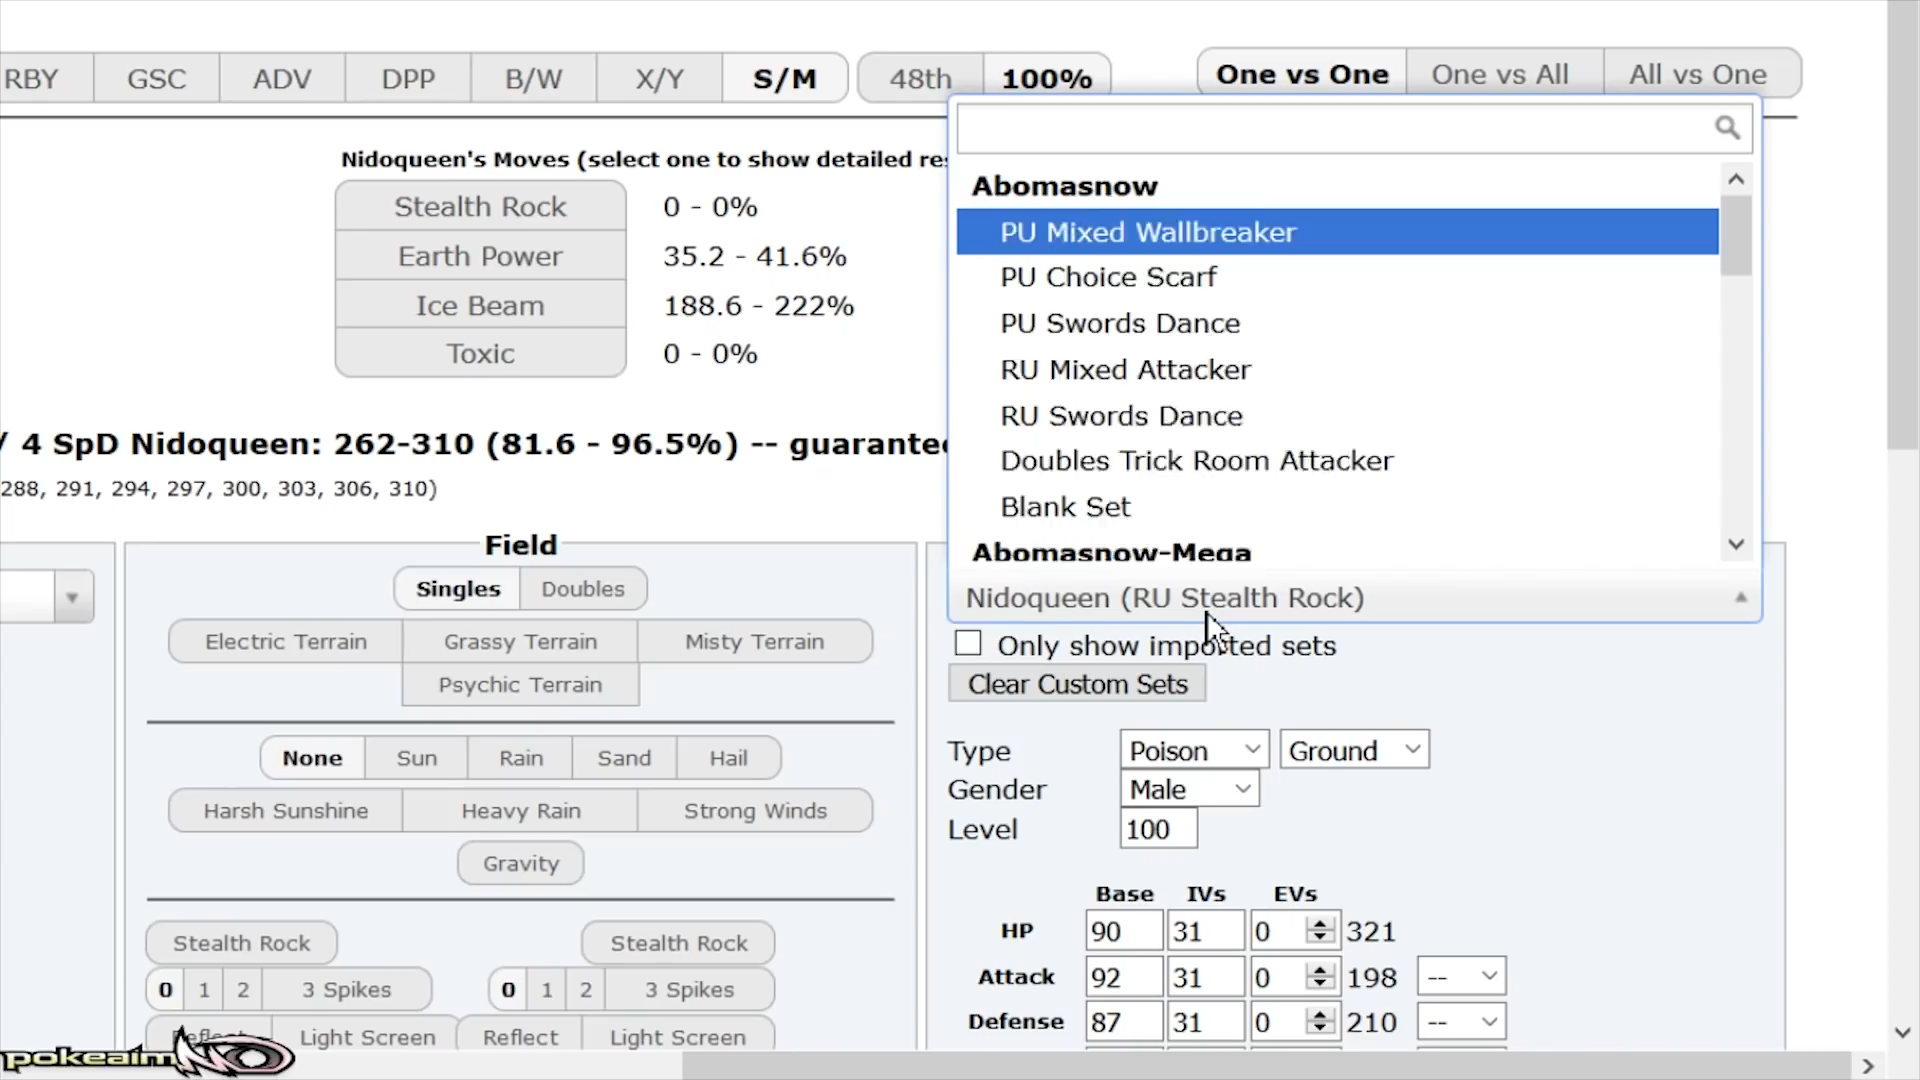 RBY GSC ADV DPP B/W X/Y S/M 48th 100% One vs One One vs All All vs One
Nidoqueen's Moves (select one to show detailed res
Stealth Rock 0 - 0%
Earth Power 35.2 - 41.6%
Ice Beam 188.6 - 222%
Toxic 0 - 0%
Abomasnow
PU Mixed Wallbreaker
PU Choice Scarf
PU Swords Dance
RU Mixed Attacker
RU Swords Dance
Doubles Trick Room Attacker
Blank Set
Abomasnow-Mega
Nidoqueen (RU Stealth Rock)
/ 4 SpD Nidoqueen: 262-310 (81.6 - 96.5%) -- guarantee
288, 291, 294, 297, 300, 303, 306, 310)
Field
Singles Doubles
Electric Terrain Grassy Terrain Misty Terrain
Psychic Terrain
None Sun Rain Sand Hail
Harsh Sunshine Heavy Rain Strong Winds
Gravity
Stealth Rock Stealth Rock
0 1 2 3 Spikes 0 1 2 3 Spikes
Reflect Light Screen Reflect Light Screen
Only show imported sets
Clear Custom Sets
Type Poison Ground
Gender Male
Level 100
Base IVs EVs
HP 90 31 0 321
Attack 92 31 0 198 --
Defense 87 31 0 210 --
pokeaim